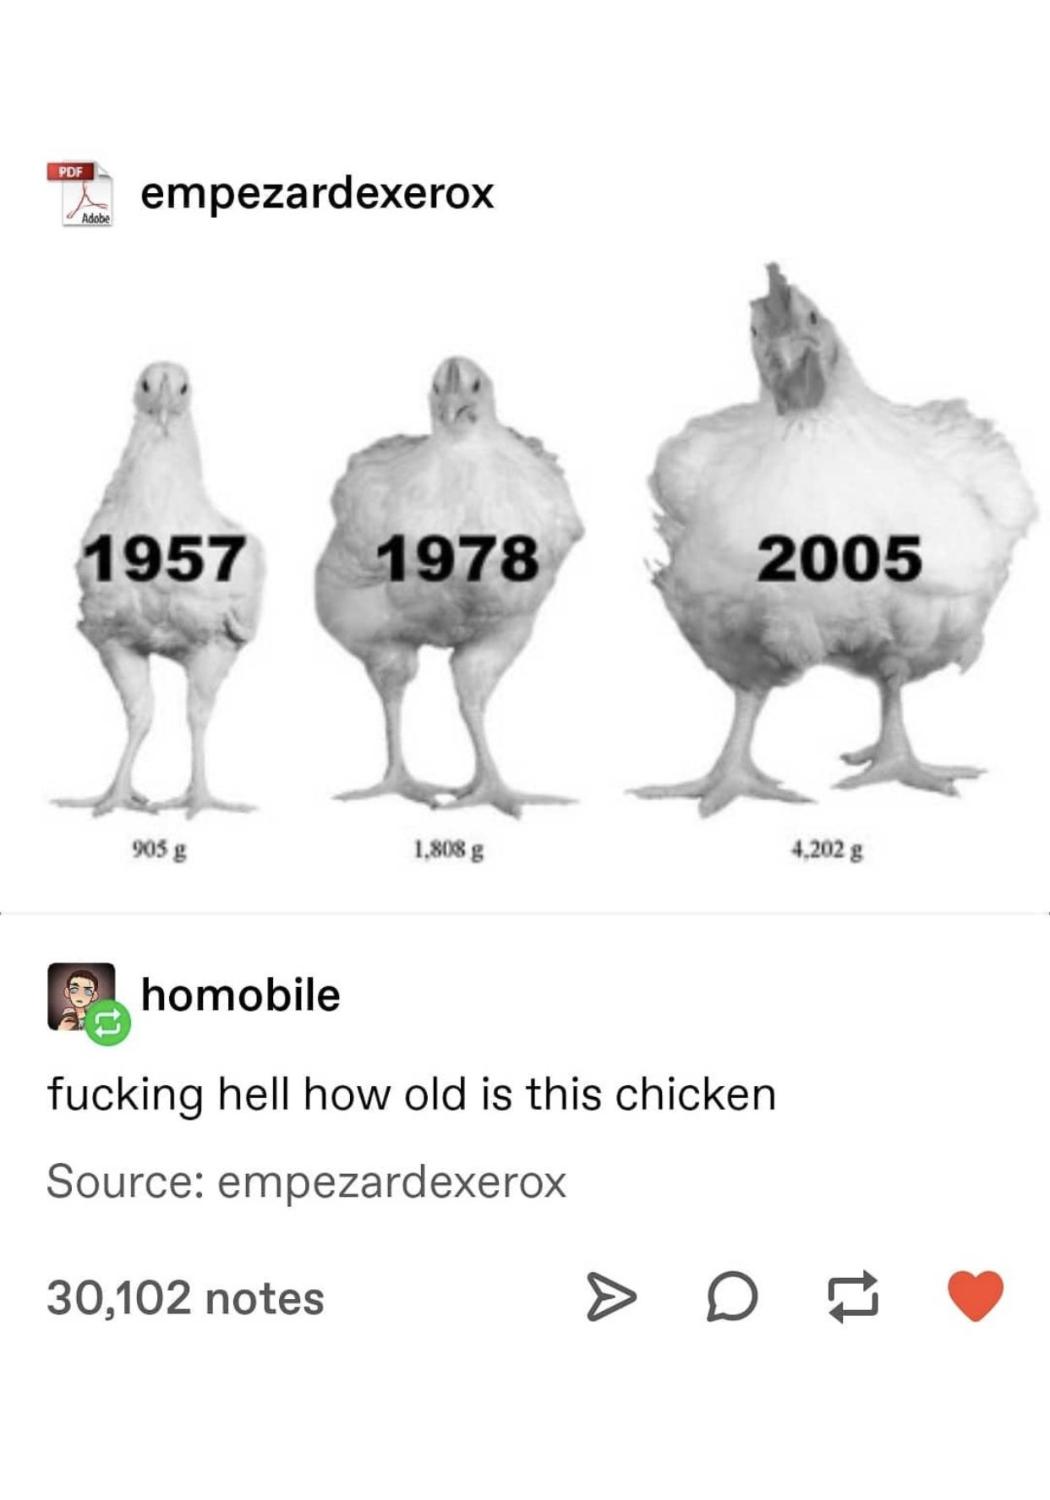 PDF
Adobe
empezardexerox
1957
1978
2005
905 g
1,808 g
4,202 g
homobile
fucking hell how old is this chicken
Source: empezardexerox
30,102 notes